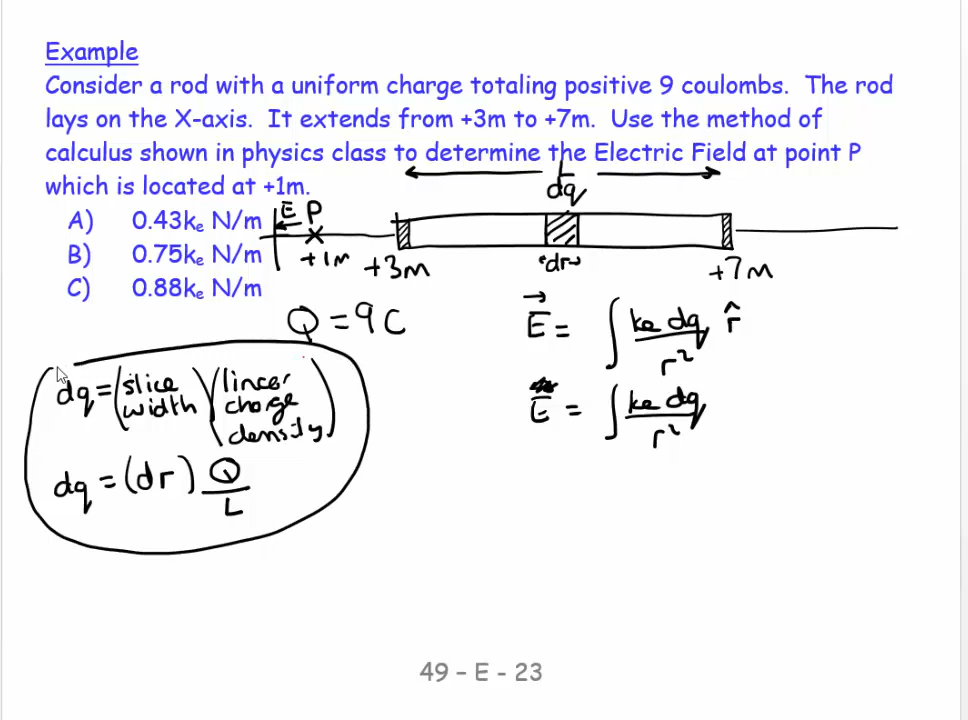 Example
Consider a rod with a uniform charge totaling positive 9 coulombs. The rod
lays on the X-axis. It extends from +3m to +7m. Use the method of
calculus shown in physics class to determine the Electric Field at point P
which is located at +1m.
L
dq
A) 0.43kₑ N/m
B) 0.75kₑ N/m
C) 0.88kₑ N/m
E P
+1m
+3m
dr
+7m
Q = 9 C
E⃗ = ∫ ke dq / r² r̂
E = ∫ ke dq / r²
dq = (slice width)(linear charge density)
dq = (dr) Q / L
49 – E - 23